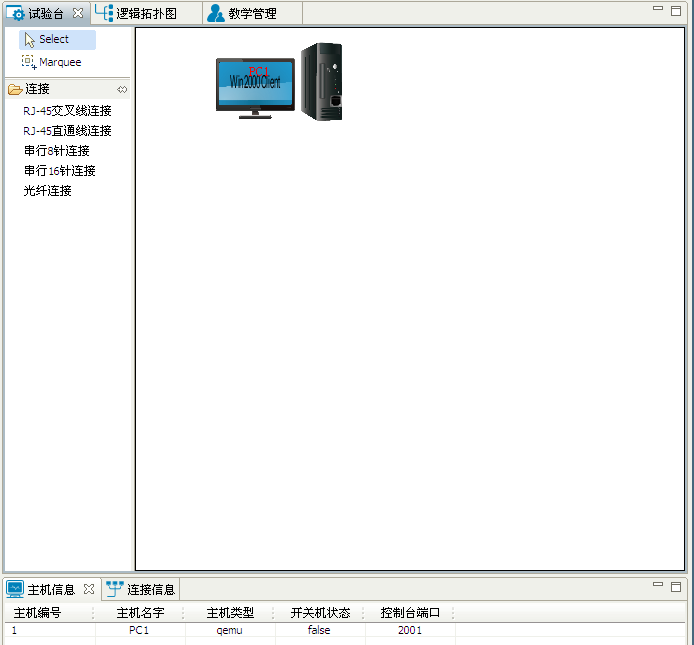 试验台 逻辑拓扑图 教学管理
Select
Marquee
连接
RJ-45交叉线连接
RJ-45直通线连接
串行8针连接
串行16针连接
光纤连接
PC 1
Win2000 Client
主机信息 连接信息
主机编号 主机名字 主机类型 开关机状态 控制台端口
1 PC1 qemu false 2001